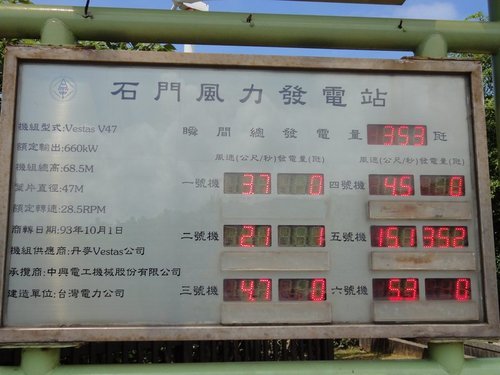 石門風力發電站
機組型式:Vestas V47
額定輸出:660kW
機組總高:68.5M
葉片直徑:47M
額定轉速:28.5RPM
商轉日期:93年10月1日
機組供應商:丹麥Vestas公司
承攬商:中興電工機械股份有限公司
建造單位:台灣電力公司
瞬間總發電量 353 瓩
風速(公尺/秒)發電量(瓩) 風速(公尺/秒)發電量(瓩)
一號機 3.7 0 四號機 4.5 0
二號機 2.1 1 五號機 15.1 352
三號機 4.7 0 六號機 5.3 0